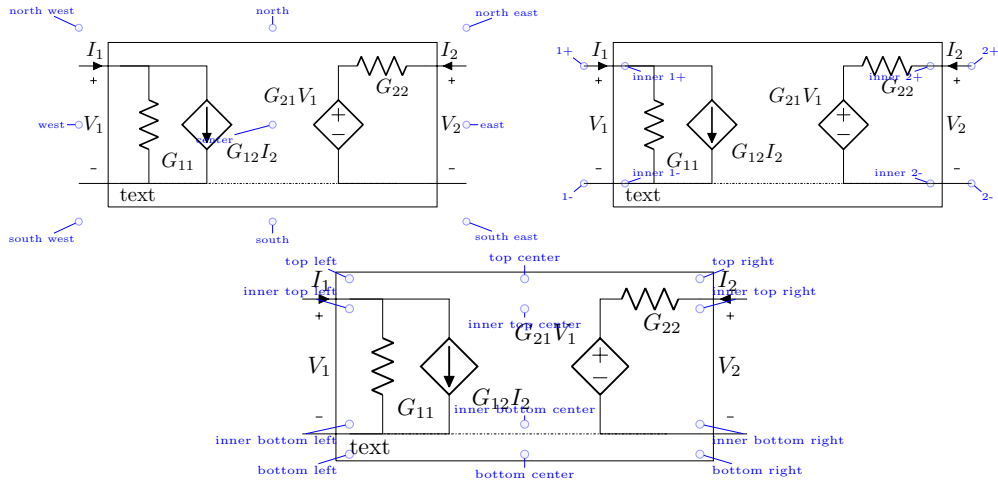 north west north north east
I1 I2
+ G21V1 G22 +
west V1 center V2 east
G11 G12I2
- -
text
south west south south east
1+ I1 I2 2+
+ inner 1+ inner 2+ +
G21V1 G22
V1 V2
G11 G12I2
- inner 1- inner 2- -
1- text 2-
top left top center top right
I1 I2
inner top left inner top right
+ inner top center G22 +
G21V1
V1 + - V2
G11 G12I2
inner bottom center
- -
inner bottom left inner bottom right
text
bottom left bottom center bottom right